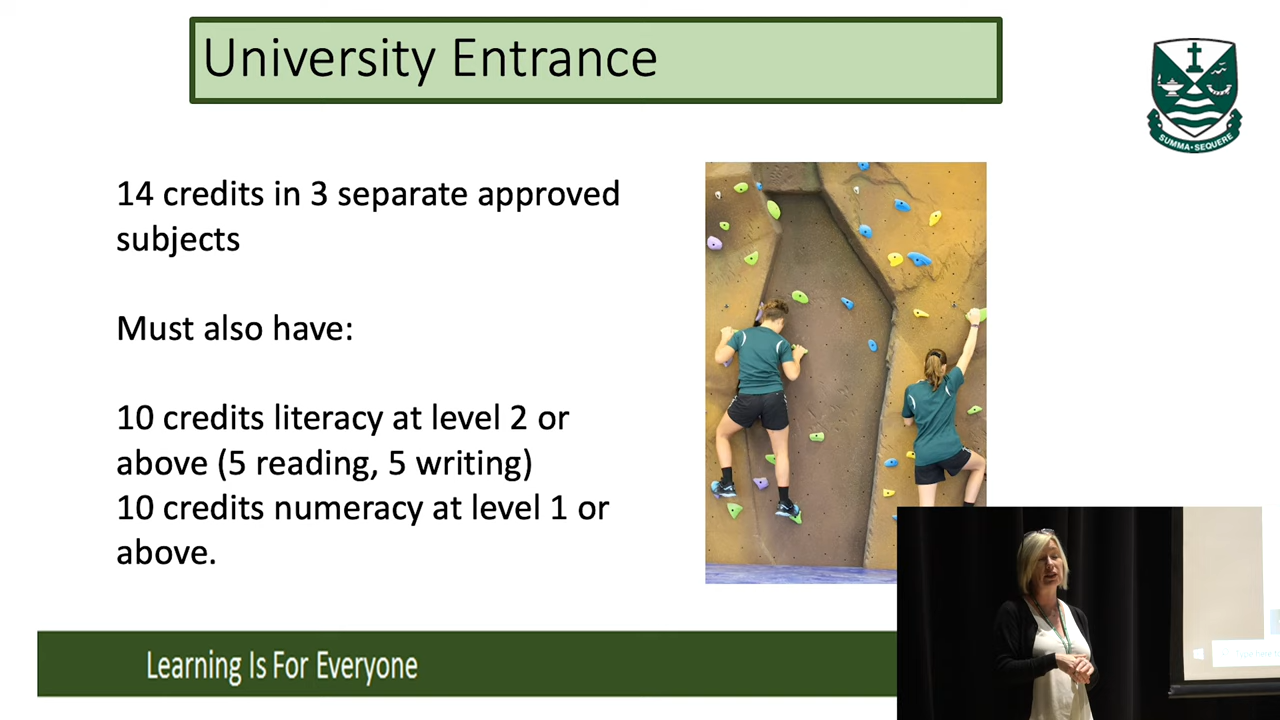 University Entrance
SUMMA • SEQUERE
14 credits in 3 separate approved
subjects
Must also have:
10 credits literacy at level 2 or
above (5 reading, 5 writing)
10 credits numeracy at level 1 or
above.
Learning Is For Everyone